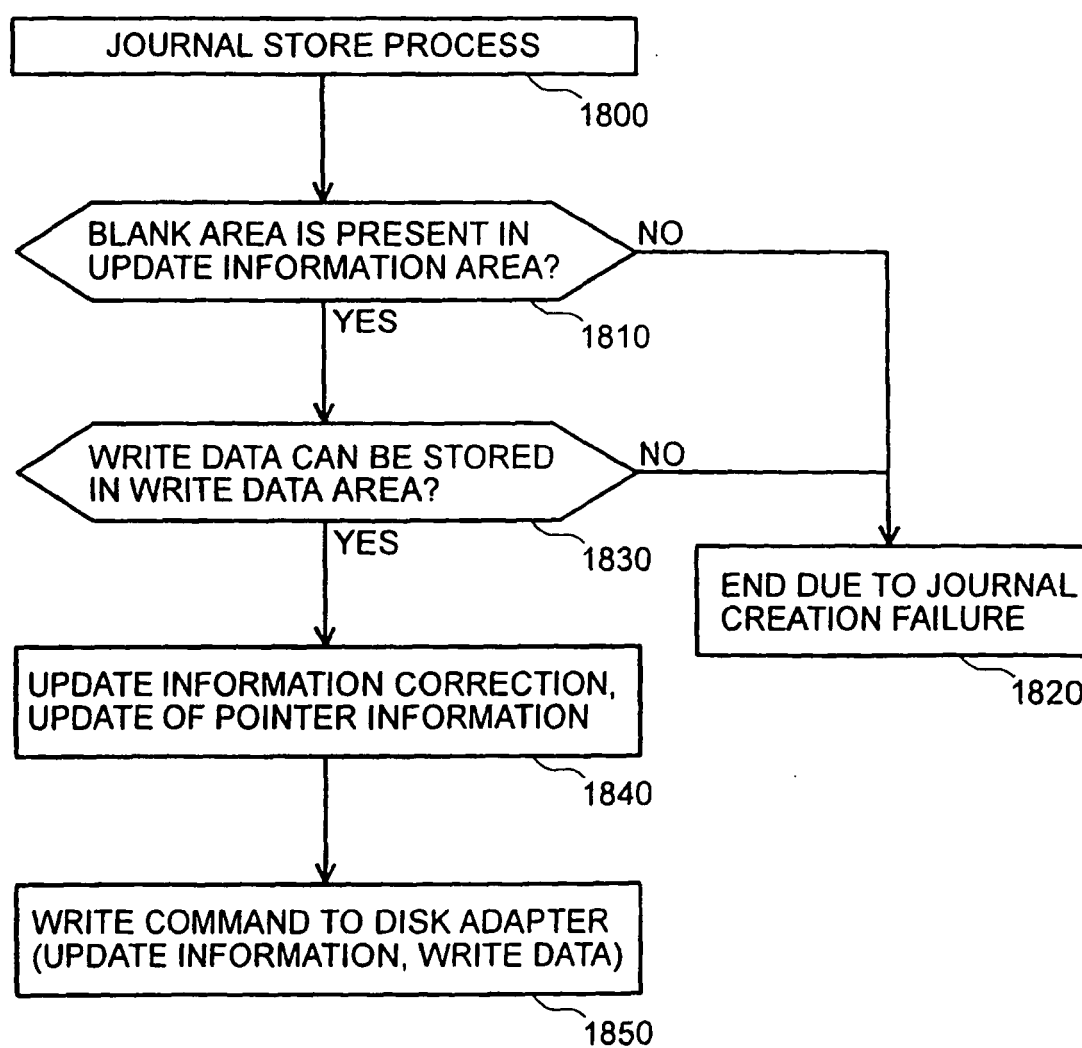 JOURNAL STORE PROCESS
1800
BLANK AREA IS PRESENT IN
UPDATE INFORMATION AREA?
NO
YES
1810
WRITE DATA CAN BE STORED
IN WRITE DATA AREA?
NO
YES
1830
END DUE TO JOURNAL
CREATION FAILURE
1820
UPDATE INFORMATION CORRECTION,
UPDATE OF POINTER INFORMATION
1840
WRITE COMMAND TO DISK ADAPTER
(UPDATE INFORMATION, WRITE DATA)
1850